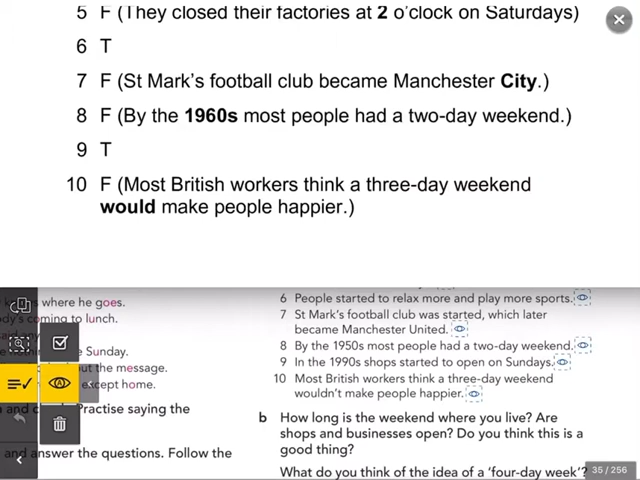 5 F (They closed their factories at 2 o'clock on Saturdays)
6 T
7 F (St Mark's football club became Manchester City.)
8 F (By the 1960s most people had a two-day weekend.)
9 T
10 F (Most British workers think a three-day weekend
would make people happier.)
where he goes.
coming to lunch.
Sunday.
the message.
except home.
Practise saying the
and answer the questions. Follow the
6 People started to relax more and play more sports.
7 St Mark's football club was started, which later
became Manchester United.
8 By the 1950s most people had a two-day weekend.
9 In the 1990s shops started to open on Sundays.
10 Most British workers think a three-day weekend
wouldn't make people happier.
b How long is the weekend where you live? Are
shops and businesses open? Do you think this is a
good thing?
What do you think of the idea of a 'four-day week'?
35 / 256